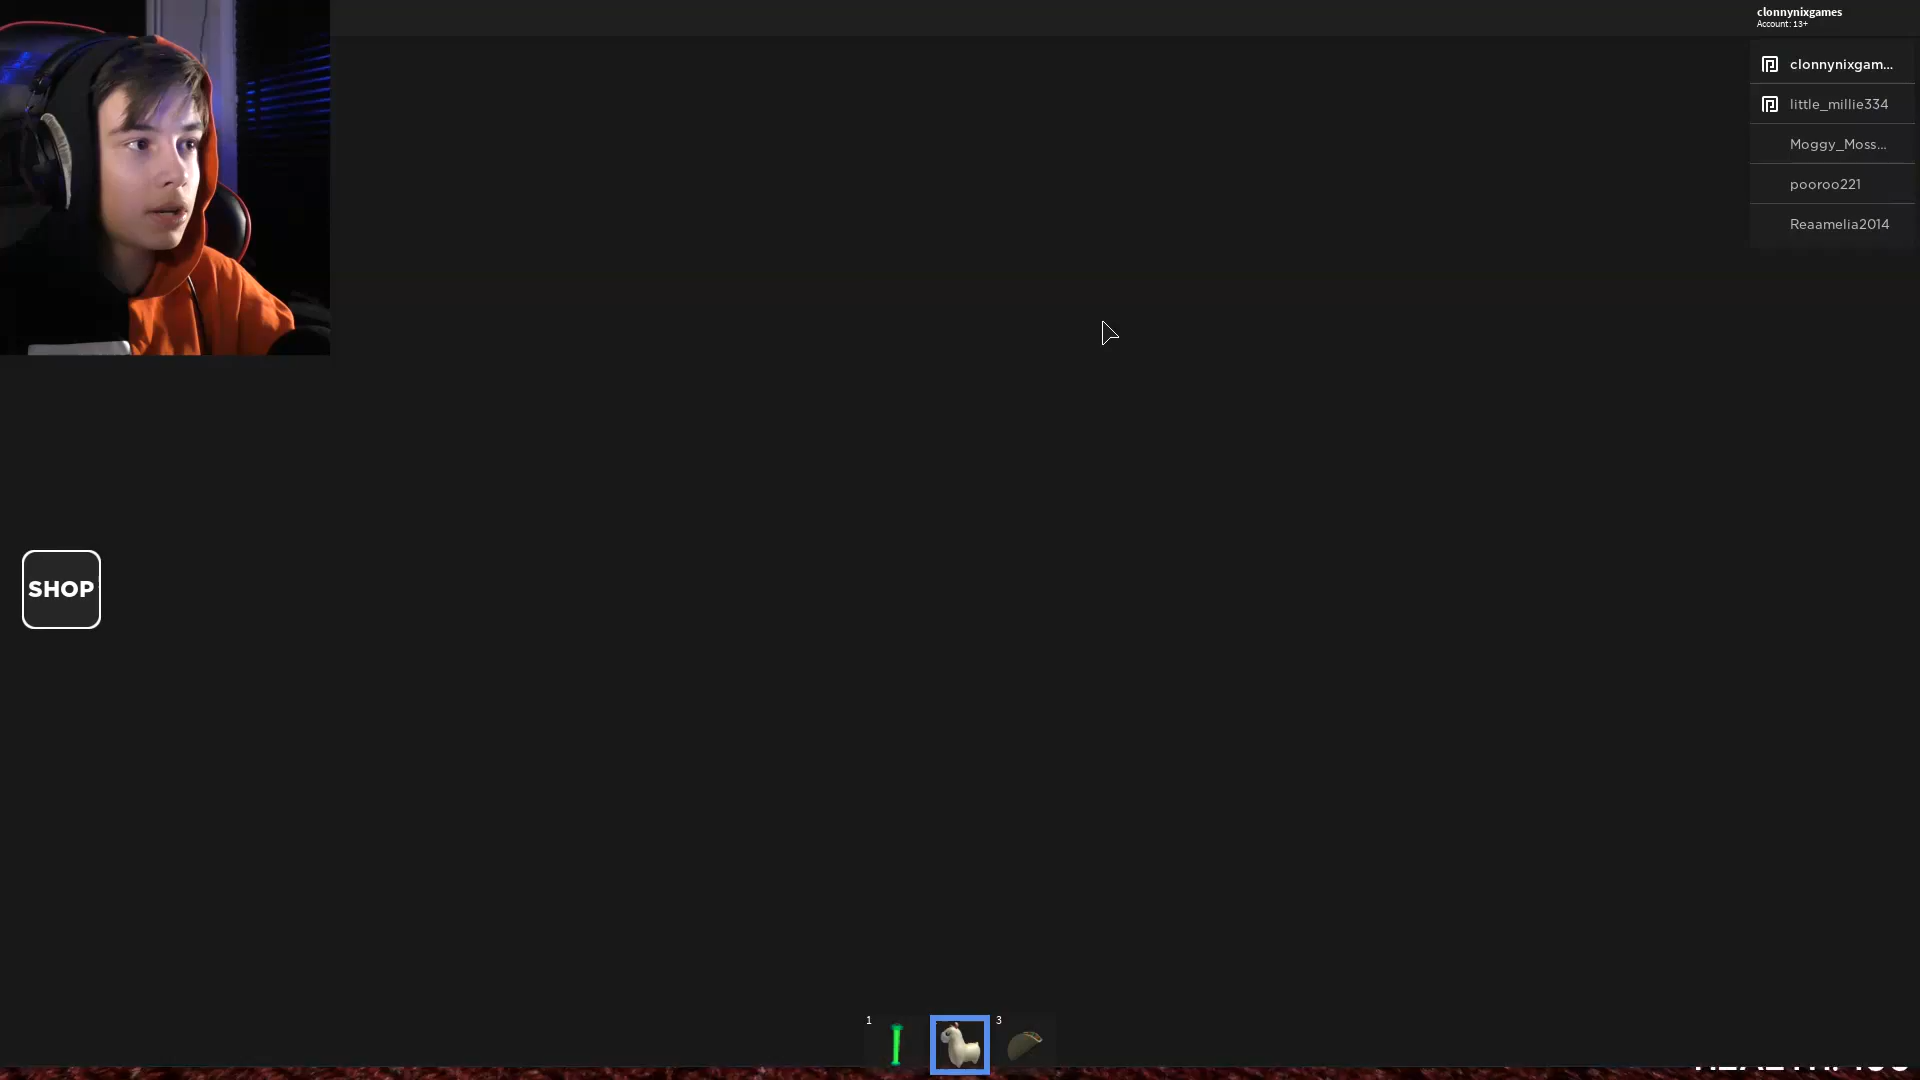 clonnynixgames
Account: 13+
clonnynixgam...
little_millie334
Moggy_Moss...
pooroo221
Reaamelia2014
SHOP
1
3